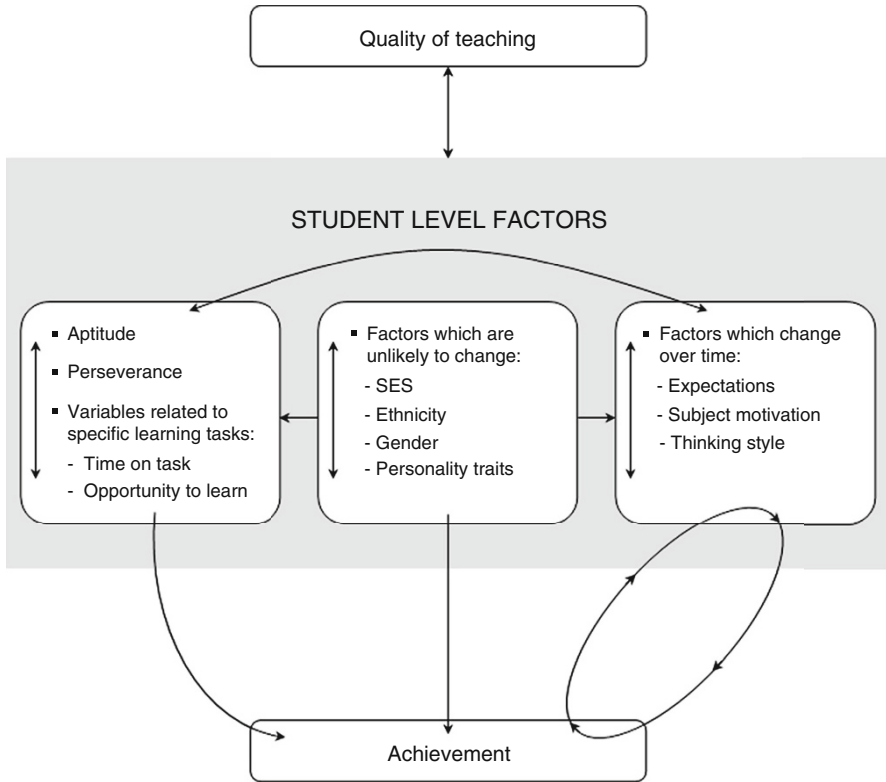 Quality of teaching
STUDENT LEVEL FACTORS
▪ Aptitude
▪ Perseverance
▪ Variables related to
specific learning tasks:
- Time on task
- Opportunity to learn
▪ Factors which are
unlikely to change:
- SES
- Ethnicity
- Gender
- Personality traits
▪ Factors which change
over time:
- Expectations
- Subject motivation
- Thinking style
Achievement